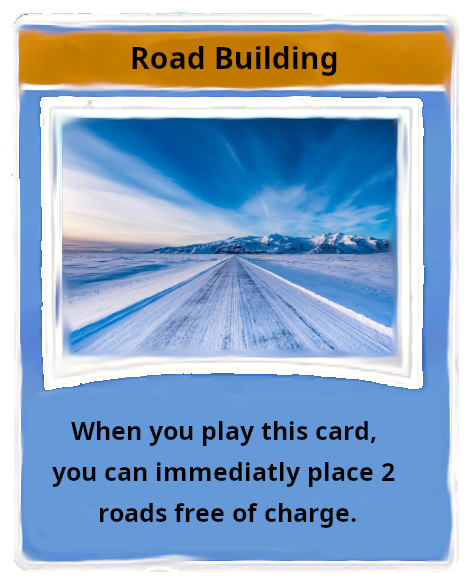 Road Building
When you play this card,
you can immediatly place 2
roads free of charge.